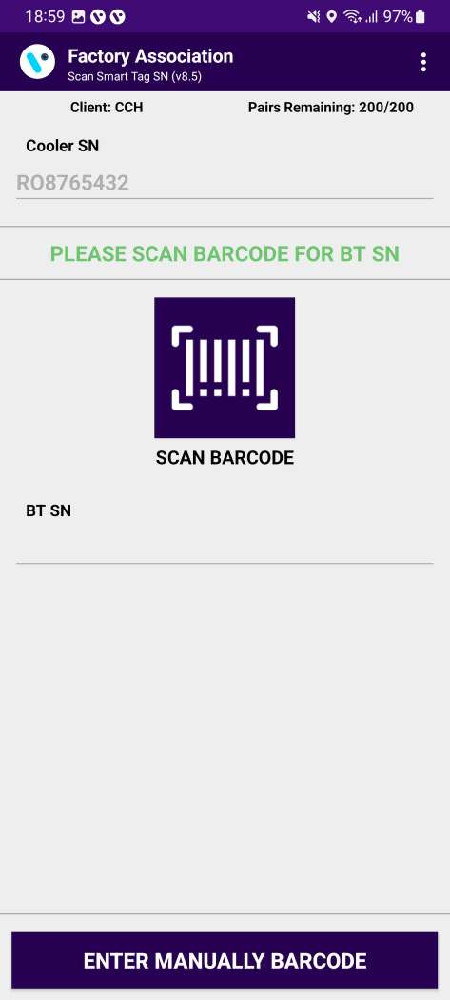 18:59 97%
Factory Association
Scan Smart Tag SN (v8.5)
Client: CCH Pairs Remaining: 200/200
Cooler SN
RO8765432
PLEASE SCAN BARCODE FOR BT SN
SCAN BARCODE
BT SN
ENTER MANUALLY BARCODE